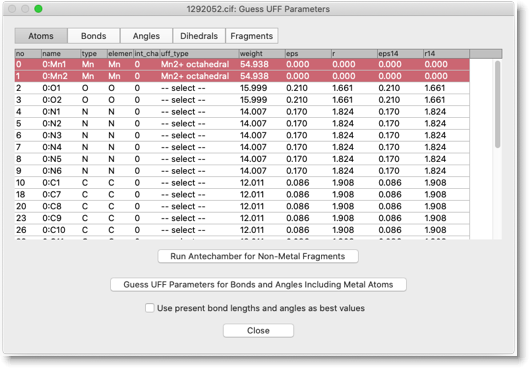 1292052.cif: Guess UFF Parameters
Atoms Bonds Angles Dihedrals Fragments
no name type elemen int_cha uff_type weight eps r eps14 r14
0 0:Mn1 Mn Mn 0 Mn2+ octahedral 54.938 0.000 0.000 0.000 0.000
1 0:Mn2 Mn Mn 0 Mn2+ octahedral 54.938 0.000 0.000 0.000 0.000
2 0:O1 O O 0 -- select -- 15.999 0.210 1.661 0.210 1.661
3 0:O2 O O 0 -- select -- 15.999 0.210 1.661 0.210 1.661
4 0:N1 N N 0 -- select -- 14.007 0.170 1.824 0.170 1.824
5 0:N2 N N 0 -- select -- 14.007 0.170 1.824 0.170 1.824
6 0:N3 N N 0 -- select -- 14.007 0.170 1.824 0.170 1.824
7 0:N4 N N 0 -- select -- 14.007 0.170 1.824 0.170 1.824
8 0:N5 N N 0 -- select -- 14.007 0.170 1.824 0.170 1.824
9 0:N6 N N 0 -- select -- 14.007 0.170 1.824 0.170 1.824
10 0:C1 C C 0 -- select -- 12.011 0.086 1.908 0.086 1.908
18 0:C7 C C 0 -- select -- 12.011 0.086 1.908 0.086 1.908
20 0:C8 C C 0 -- select -- 12.011 0.086 1.908 0.086 1.908
23 0:C9 C C 0 -- select -- 12.011 0.086 1.908 0.086 1.908
26 0:C10 C C 0 -- select -- 12.011 0.086 1.908 0.086 1.908
Run Antechamber for Non-Metal Fragments
Guess UFF Parameters for Bonds and Angles Including Metal Atoms
Use present bond lengths and angles as best values
Close